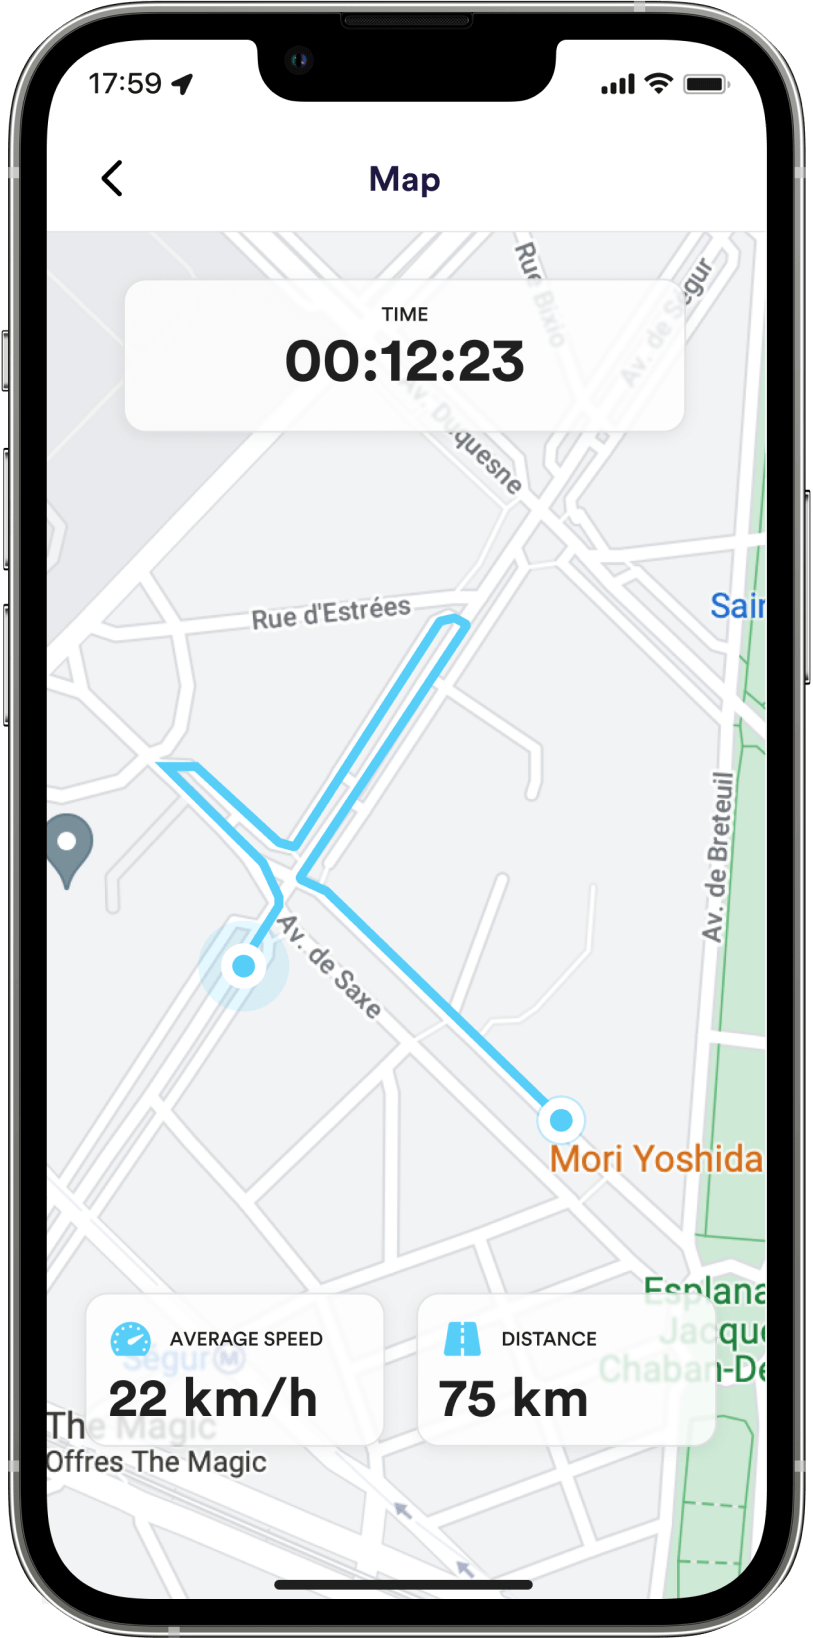 17:59
Map
Rue Bixio
Av. de Ségur
TIME
00:12:23
Av. Duquesne
Rue d'Estrées
Sain
Av. de Breteuil
Av. de Saxe
Mori Yoshida
Esplana
Jacque
Chaban-De
AVERAGE SPEED
22 km/h
DISTANCE
75 km
Ségur M
The Magic
Offres The Magic